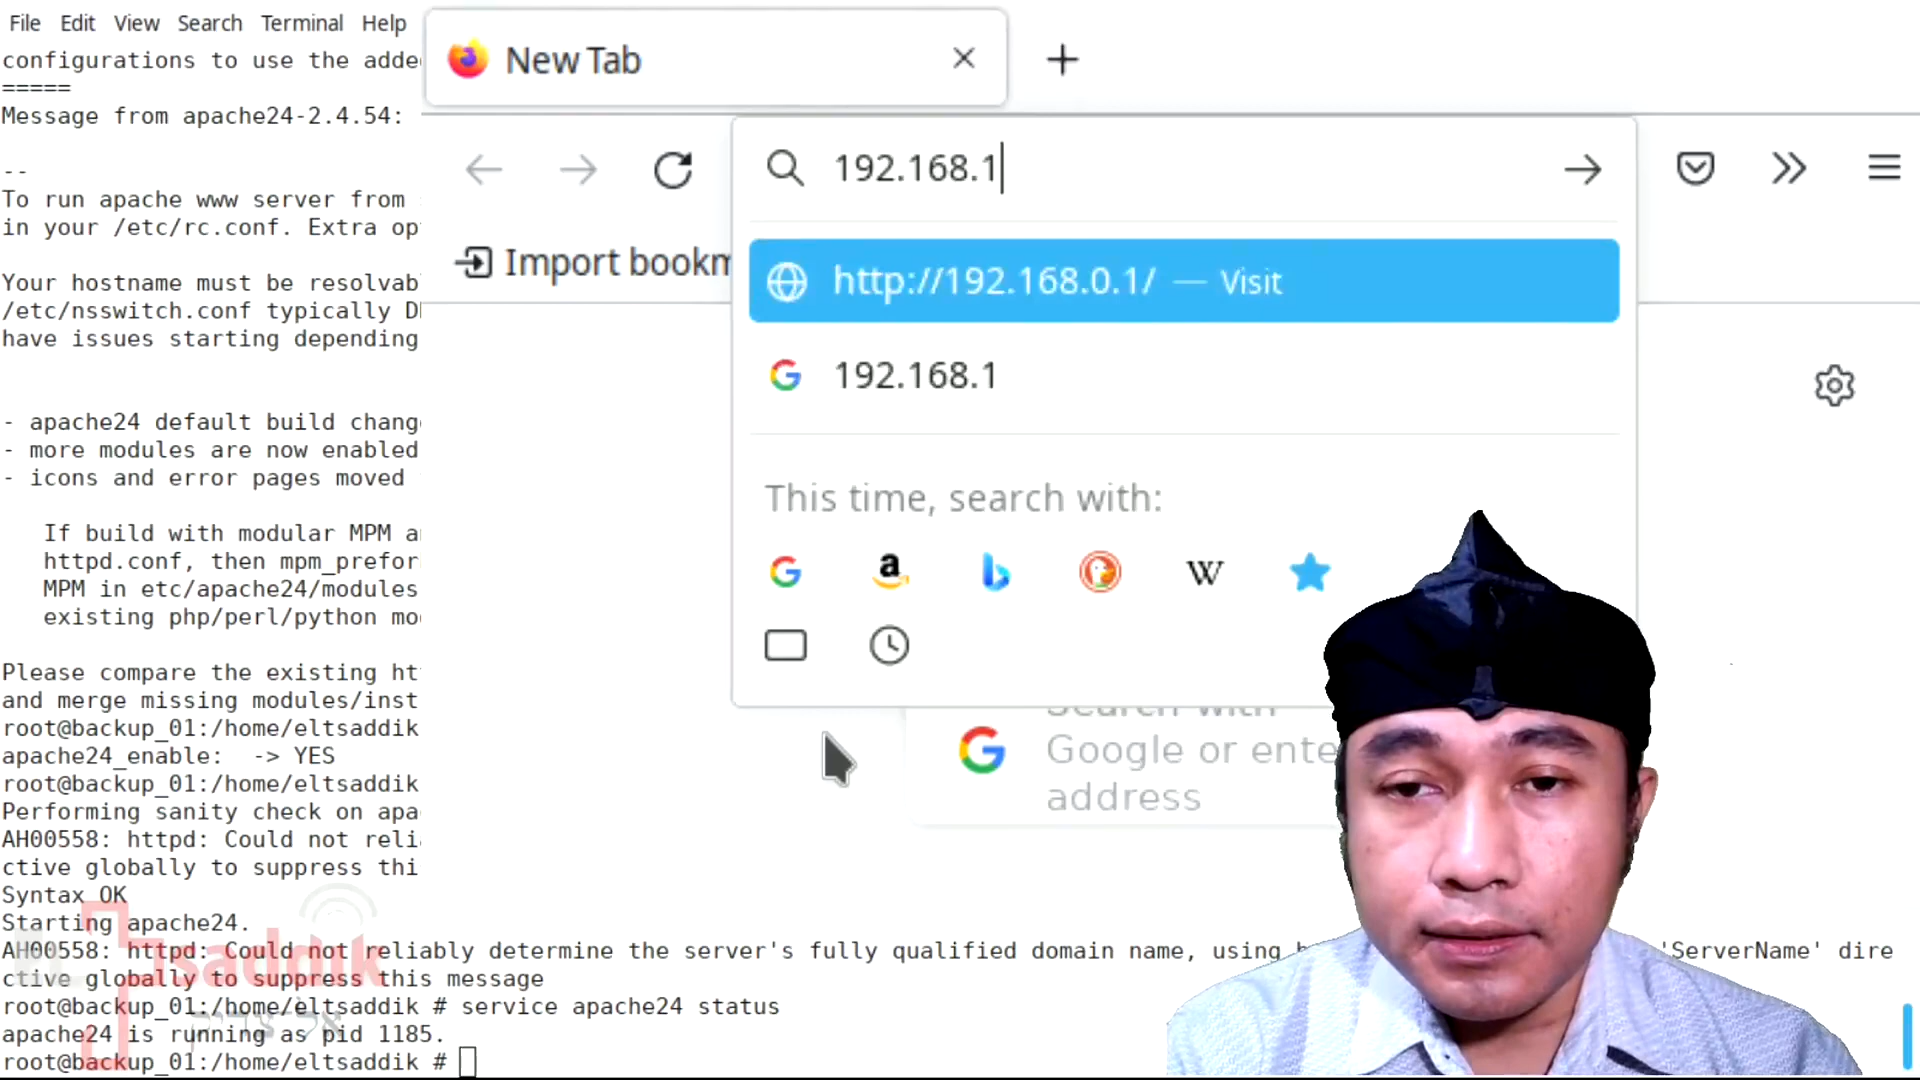 File Edit View Search Terminal Help
configurations to use the adde
=====
Message from apache24-2.4.54:
--
To run apache www server from
in your /etc/rc.conf. Extra op
Your hostname must be resolvab
/etc/nsswitch.conf typically D
have issues starting depending
- apache24 default build chang
- more modules are now enabled
- icons and error pages moved
If build with modular MPM a
httpd.conf, then mpm_prefor
MPM in etc/apache24/modules
existing php/perl/python mo
Please compare the existing ht
and merge missing modules/inst
root@backup_01:/home/eltsaddik
apache24_enable:  -> YES
root@backup_01:/home/eltsaddik
Performing sanity check on apa
AH00558: httpd: Could not reli
ctive globally to suppress thi
Syntax OK
Starting apache24.
AH00558: httpd: Could not reliably determine the server's fully qualified domain name, using 'ServerName' dire
ctive globally to suppress this message
root@backup_01:/home/eltsaddik # service apache24 status
apache24 is running as pid 1185.
root@backup_01:/home/eltsaddik #
New Tab
192.168.1
Import bookm
http://192.168.0.1/ — Visit
192.168.1
This time, search with:
Search with
Google or ente
address